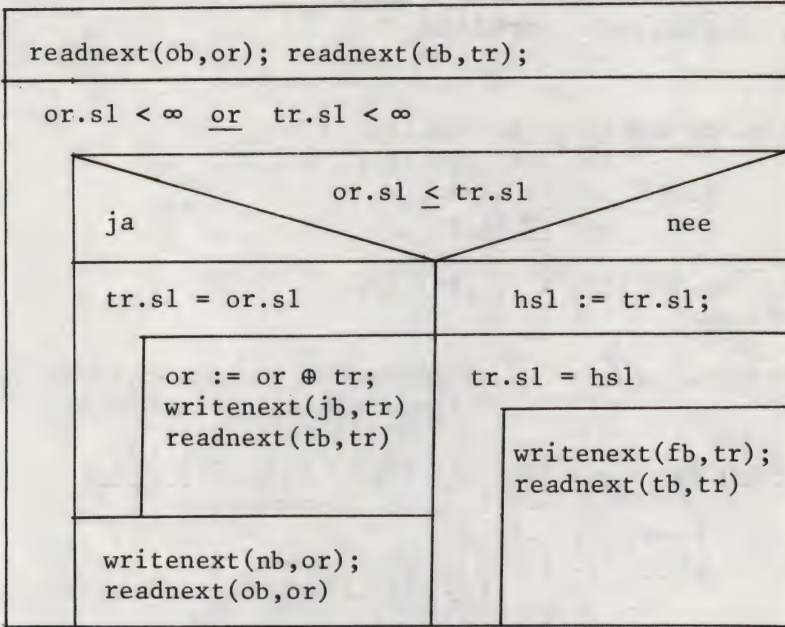 readnext(ob,or); readnext(tb,tr);
or.sl < ∞ or tr.sl < ∞
or.sl ≤ tr.sl
ja
nee
tr.sl = or.sl
hsl := tr.sl;
or := or ⊕ tr;
writenext(jb,tr)
readnext(tb,tr)
tr.sl = hsl
writenext(fb,tr);
readnext(tb,tr)
writenext(nb,or);
readnext(ob,or)